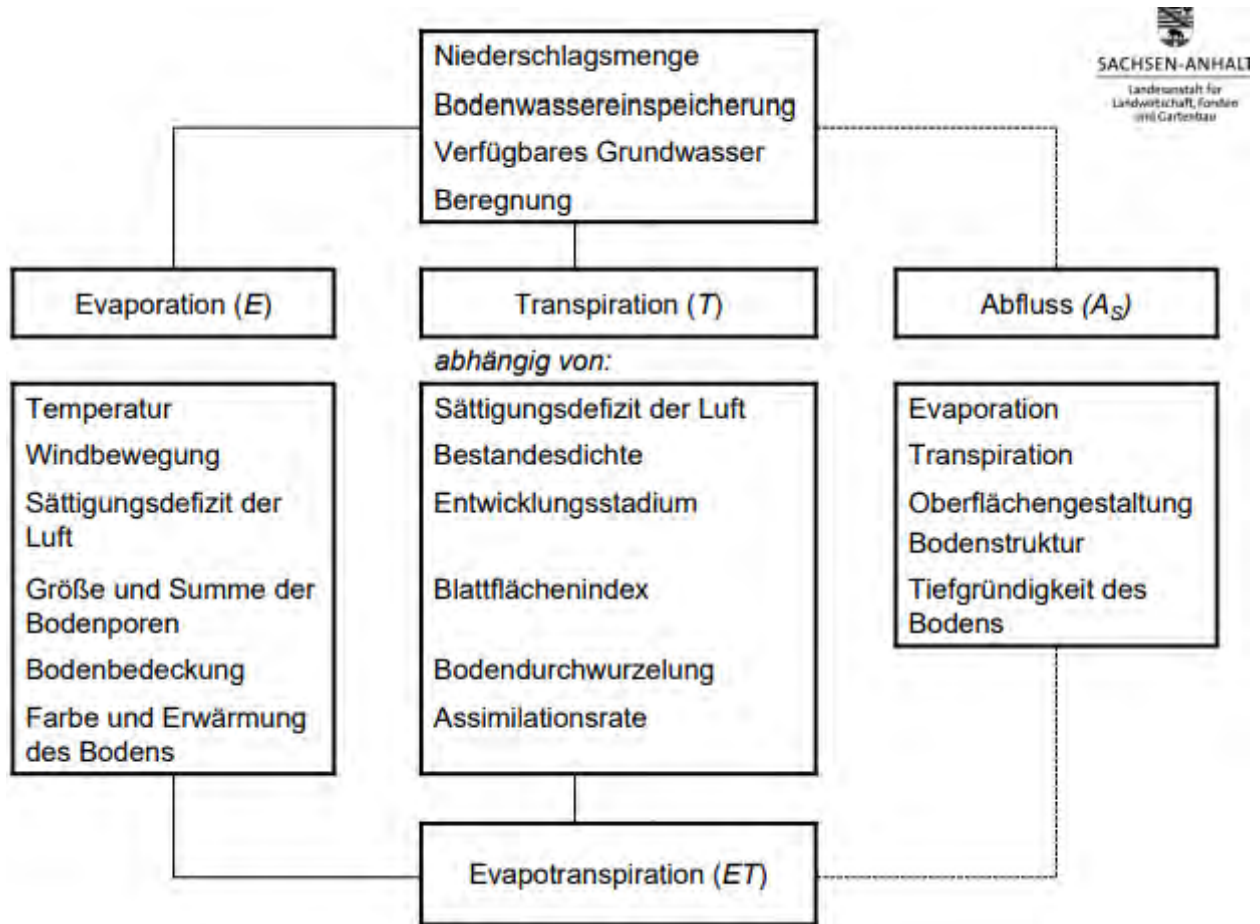 SACHSEN-ANHALT
Landesanstalt für
Landwirtschaft, Forsten
und Gartenbau
Niederschlagsmenge
Bodenwassereinspeicherung
Verfügbares Grundwasser
Beregnung
Evaporation (E)
Transpiration (T)
Abfluss (AS)
abhängig von:
Temperatur
Windbewegung
Sättigungsdefizit der
Luft
Größe und Summe der
Bodenporen
Bodenbedeckung
Farbe und Erwärmung
des Bodens
Sättigungsdefizit der Luft
Bestandesdichte
Entwicklungsstadium
Blattflächenindex
Bodendurchwurzelung
Assimilationsrate
Evaporation
Transpiration
Oberflächengestaltung
Bodenstruktur
Tiefgründigkeit des
Bodens
Evapotranspiration (ET)